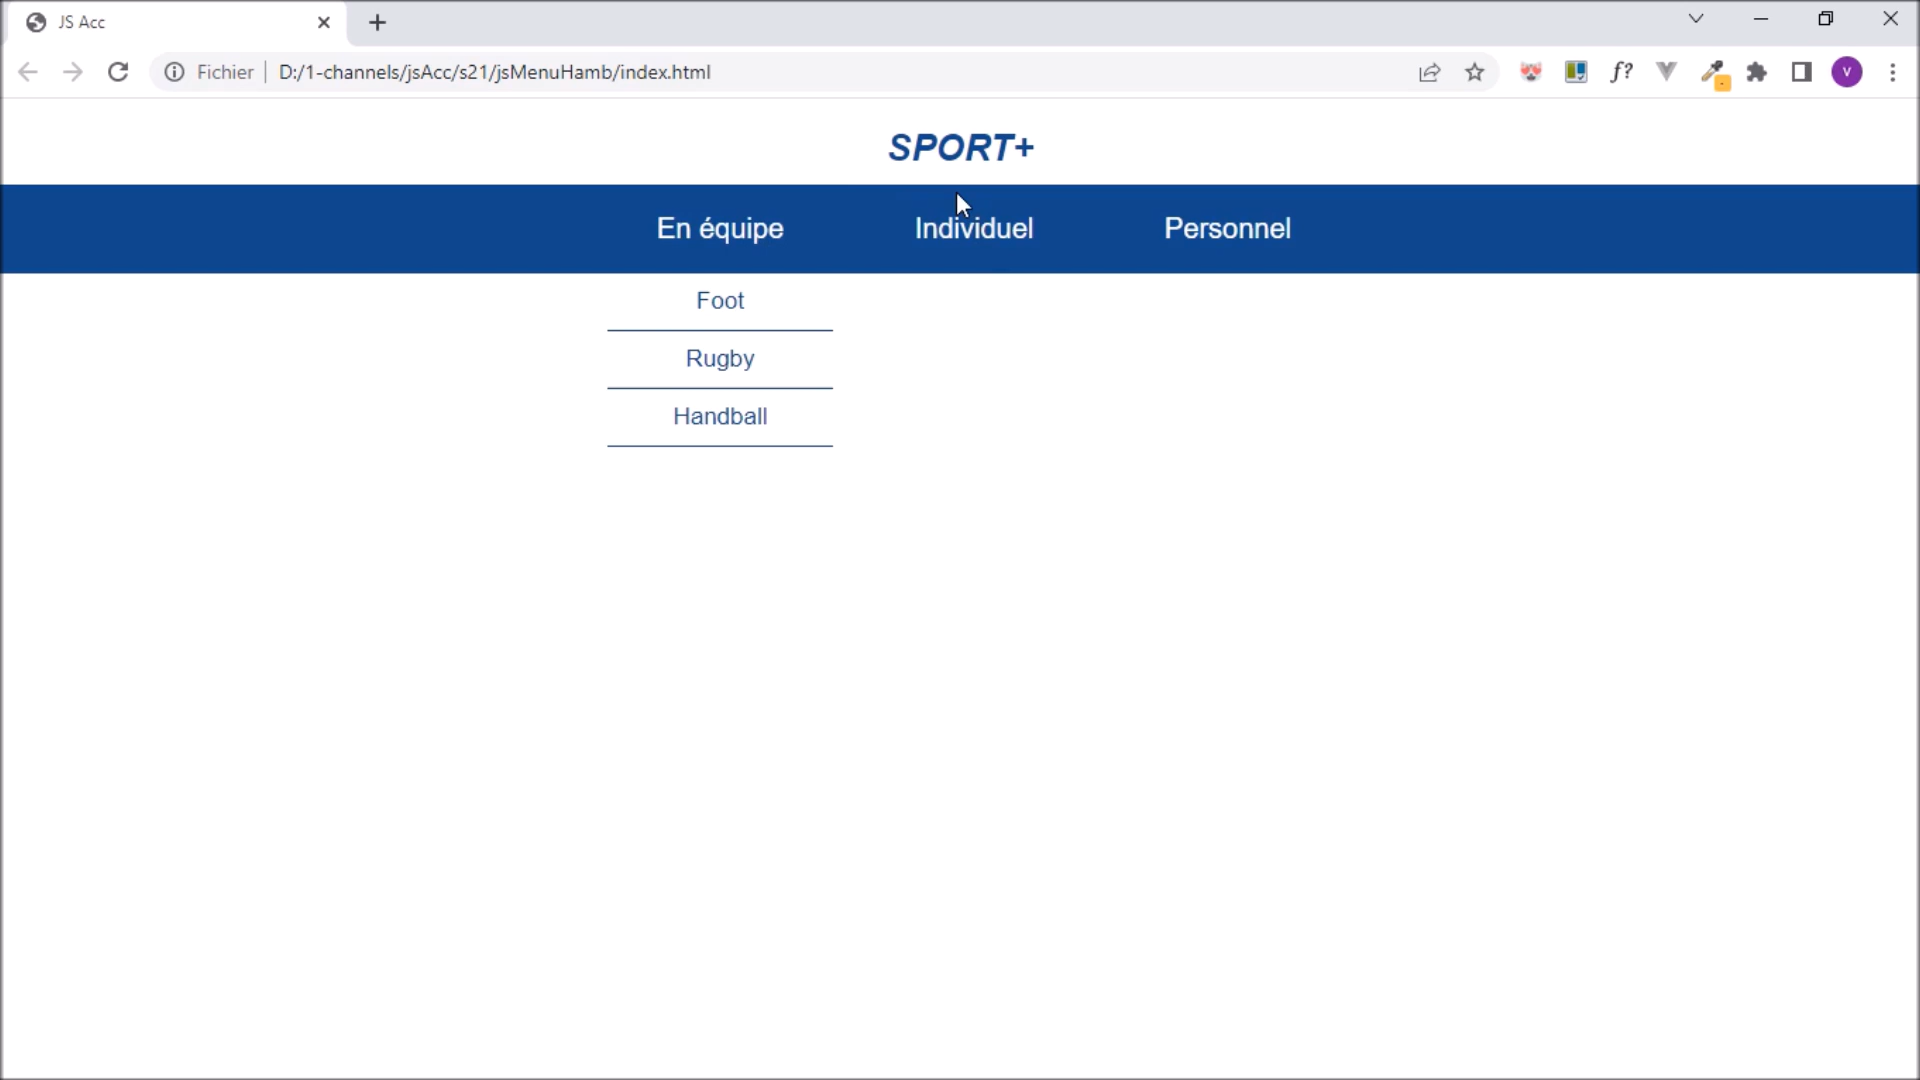 JS Acc
Fichier D:/1-channels/jsAcc/s21/jsMenuHamb/index.html f? V
SPORT+
En équipe Individuel Personnel
Foot
Rugby
Handball